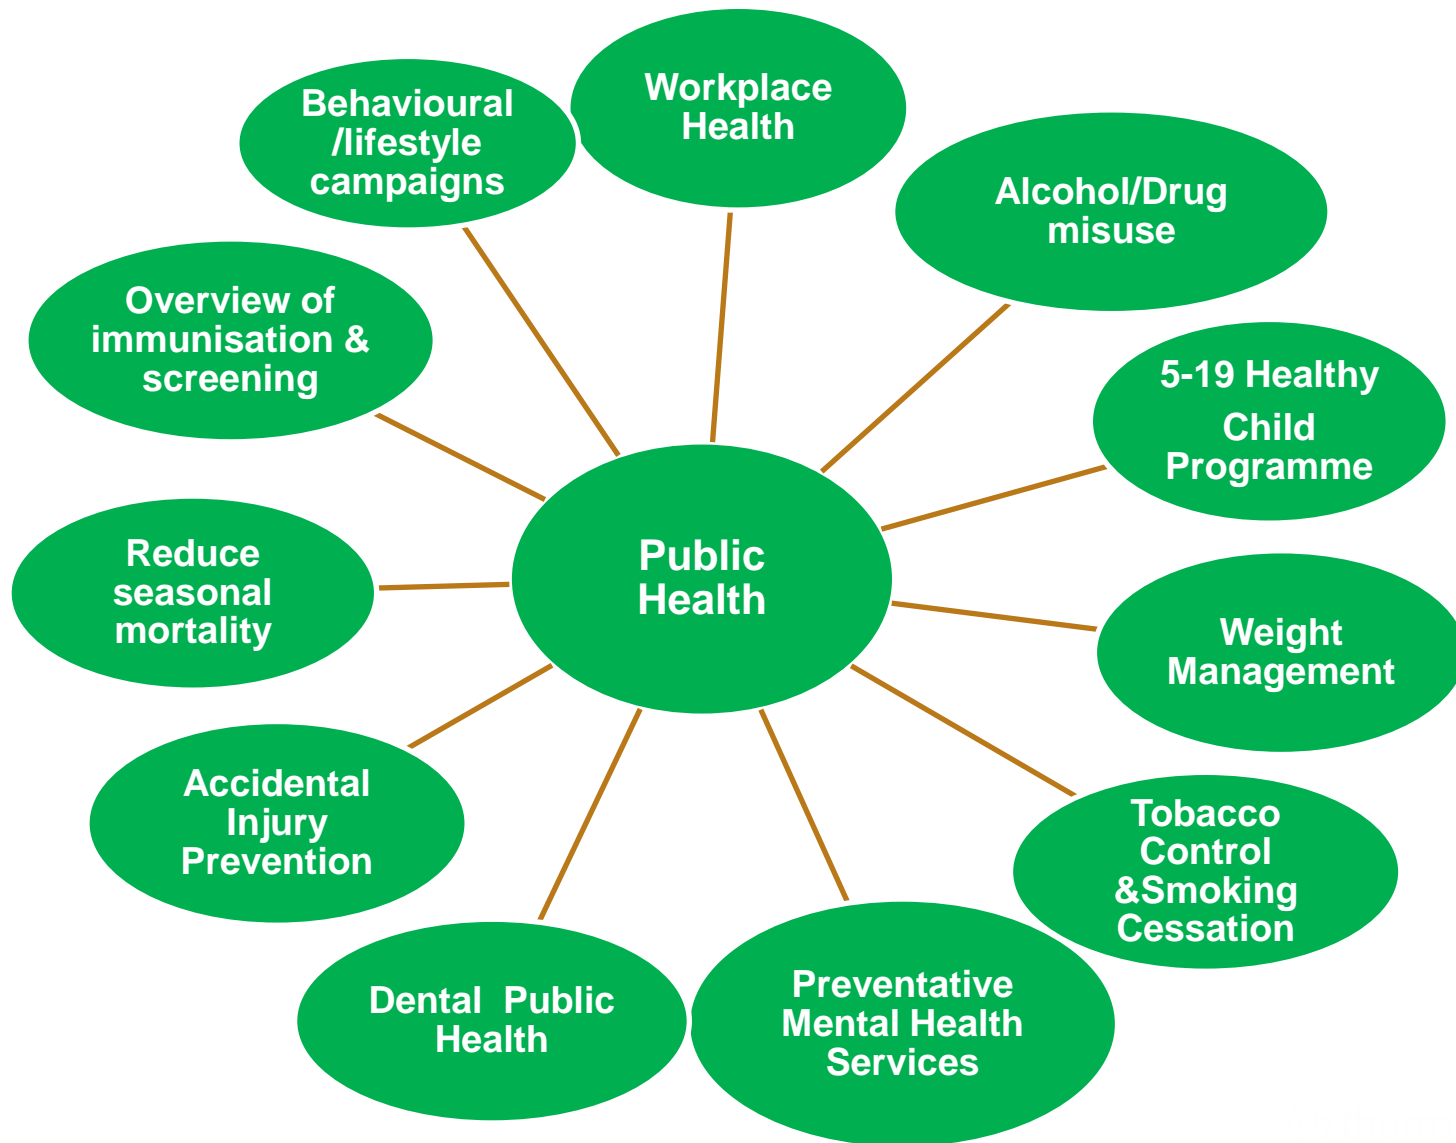 Workplace
Health
Behavioural
/lifestyle
campaigns
Alcohol/Drug
misuse
Overview of
immunisation &
screening
5-19 Healthy
Child
Programme
Public
Health
Reduce
seasonal
mortality
Weight
Management
Accidental
Injury
Prevention
Tobacco
Control
&Smoking
Cessation
Dental  Public
Health
Preventative
Mental Health
Services